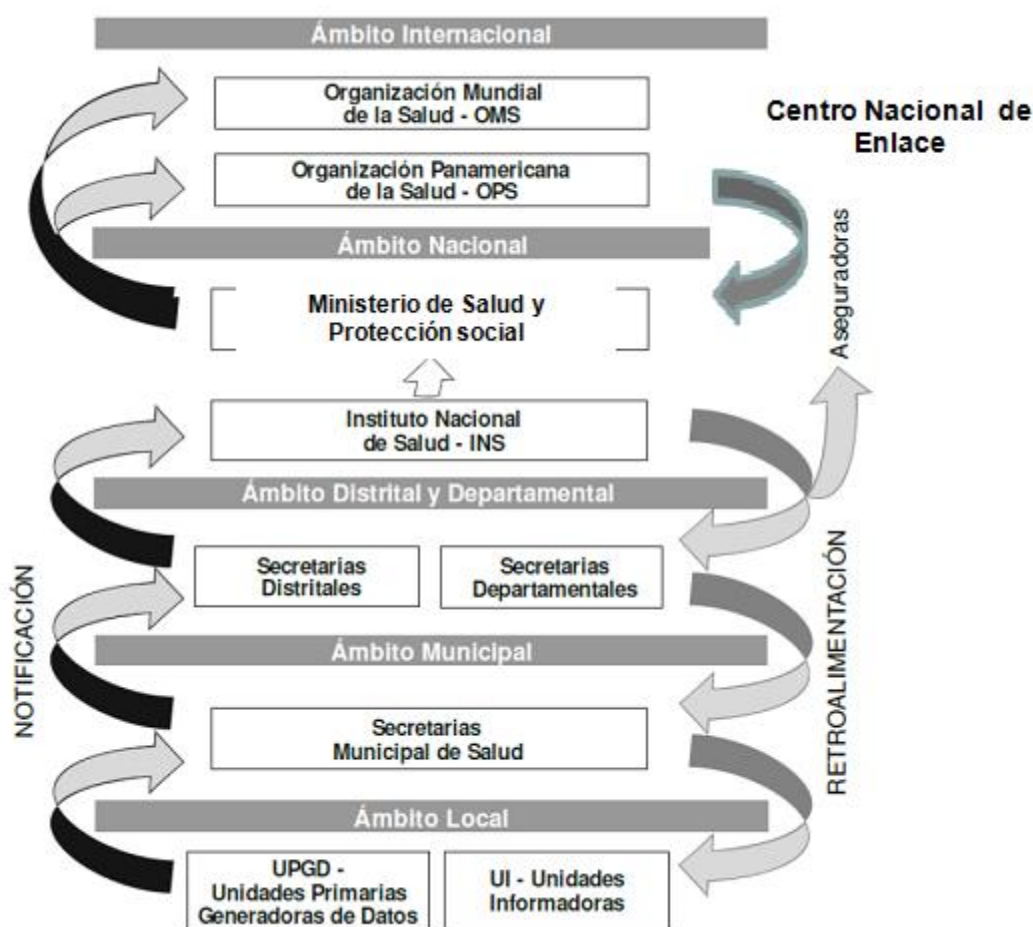 Ámbito Internacional
Organización Mundial
de la Salud - OMS
Centro Nacional de
Enlace
Organización Panamericana
de la Salud - OPS
Ámbito Nacional
Aseguradoras
Ministerio de Salud y
Protección social
Instituto Nacional
de Salud - INS
Ámbito Distrital y Departamental
Secretarias
Distritales
Secretarias
Departamentales
NOTIFICACIÓN
RETROALIMENTACIÓN
Ámbito Municipal
Secretarias
Municipal de Salud
Ámbito Local
UPGD -
Unidades Primarias
Generadoras de Datos
UI - Unidades
Informadoras